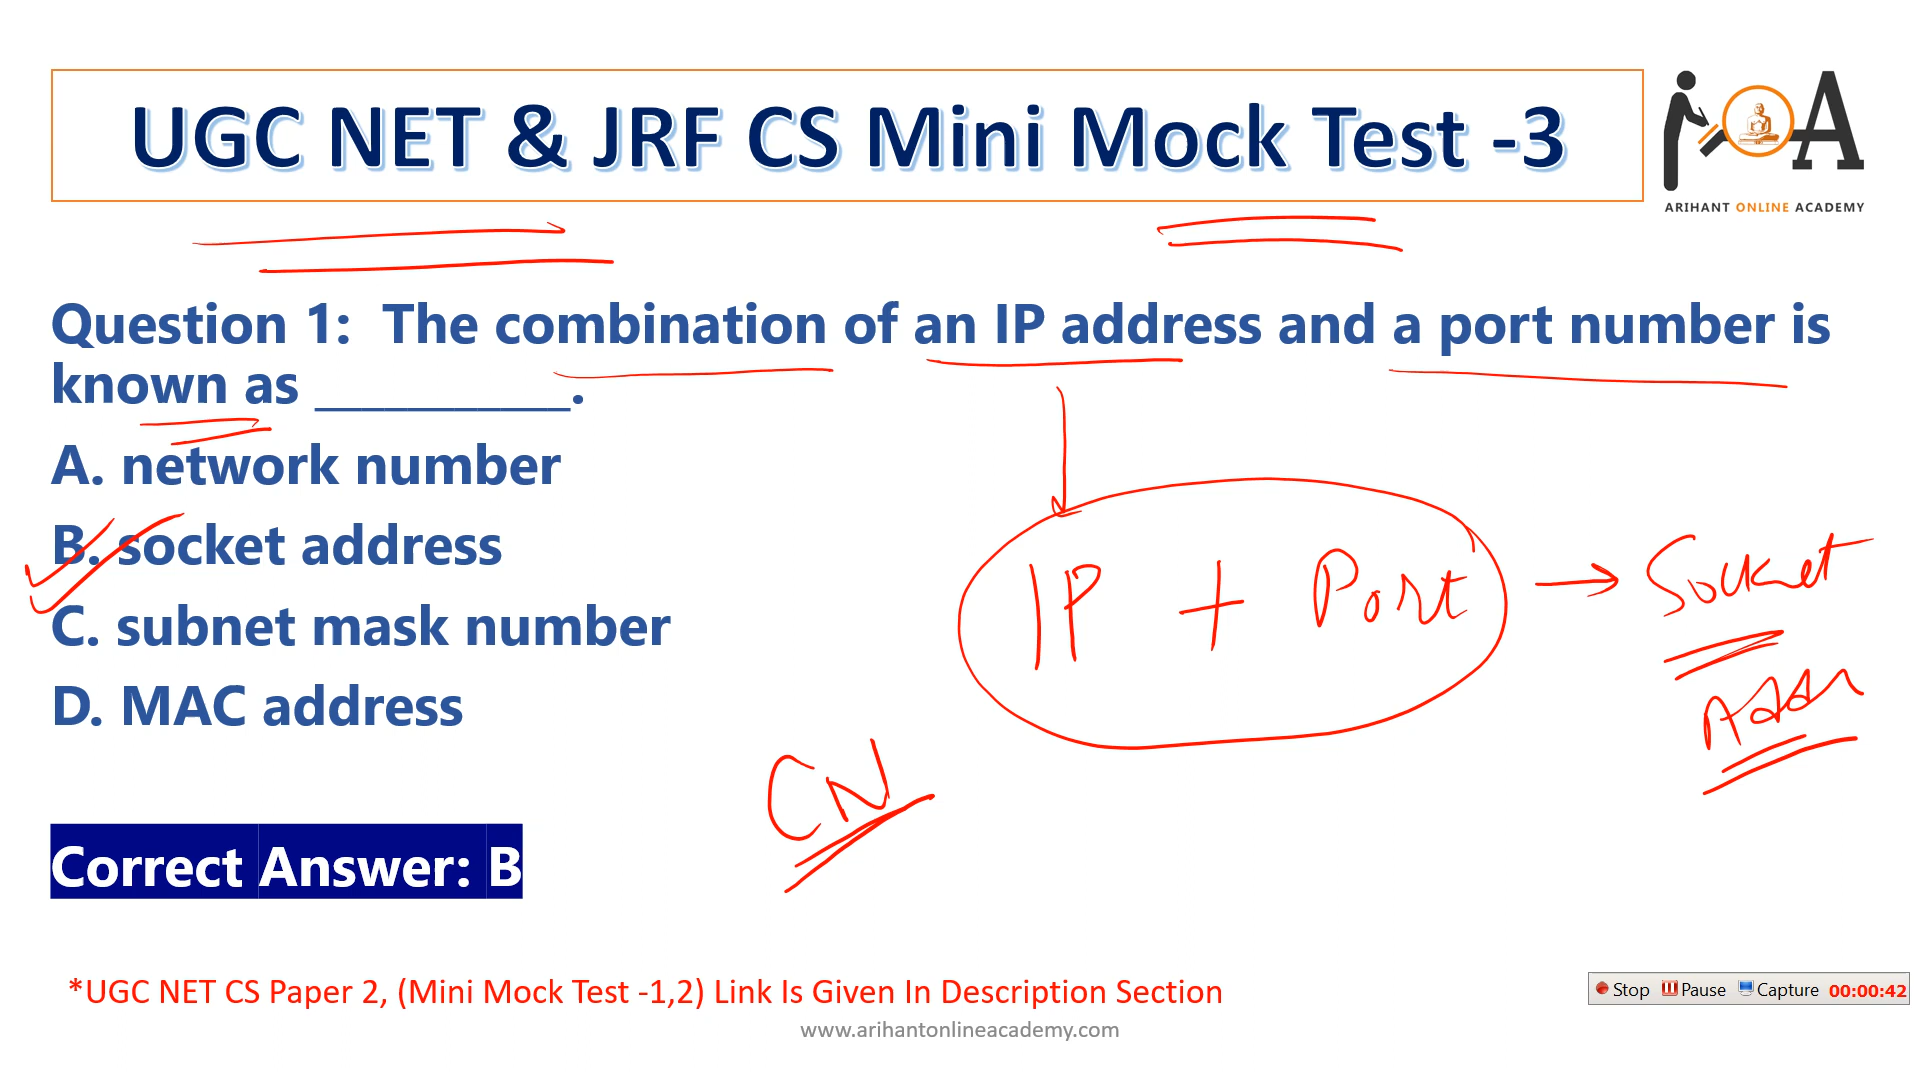 UGC NET & JRF CS Mini Mock Test -3
ARIHANT ONLINE ACADEMY
Question 1: The combination of an IP address and a port number is
known as ___________.
A. network number
B. socket address
C. subnet mask number
D. MAC address
IP + Port → Socket
Addr
CN
Correct Answer: B
*UGC NET CS Paper 2, (Mini Mock Test -1,2) Link Is Given In Description Section
Stop Pause Capture 00:00:42
www.arihantonlineacademy.com